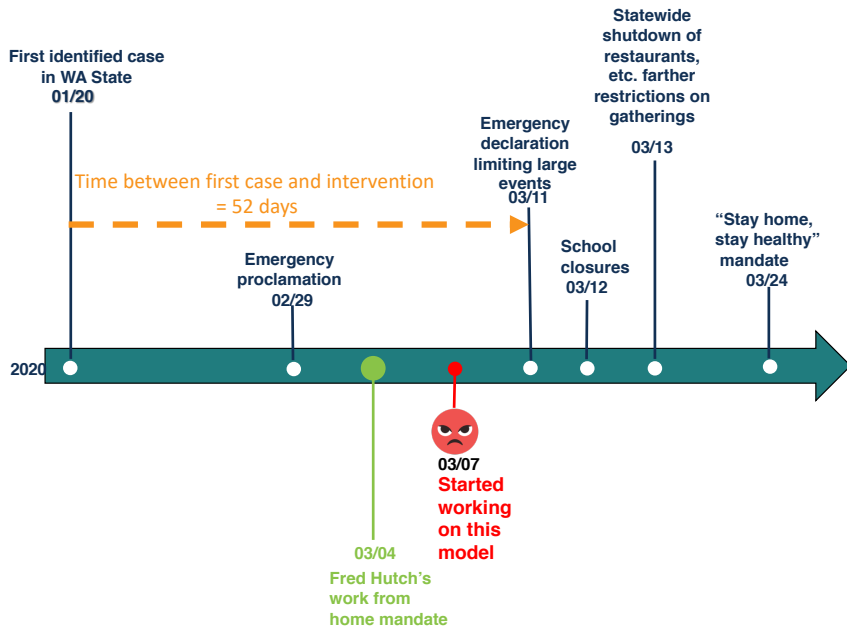 First identified case
in WA State
01/20
Time between first case and intervention
= 52 days
Emergency
proclamation
02/29
Emergency
declaration
limiting large
events
03/11
School
closures
03/12
Statewide
shutdown of
restaurants,
etc. farther
restrictions on
gatherings
03/13
“Stay home,
stay healthy”
mandate
03/24
2020
03/04
Fred Hutch’s
work from
home mandate
03/07
Started
working
on this
model